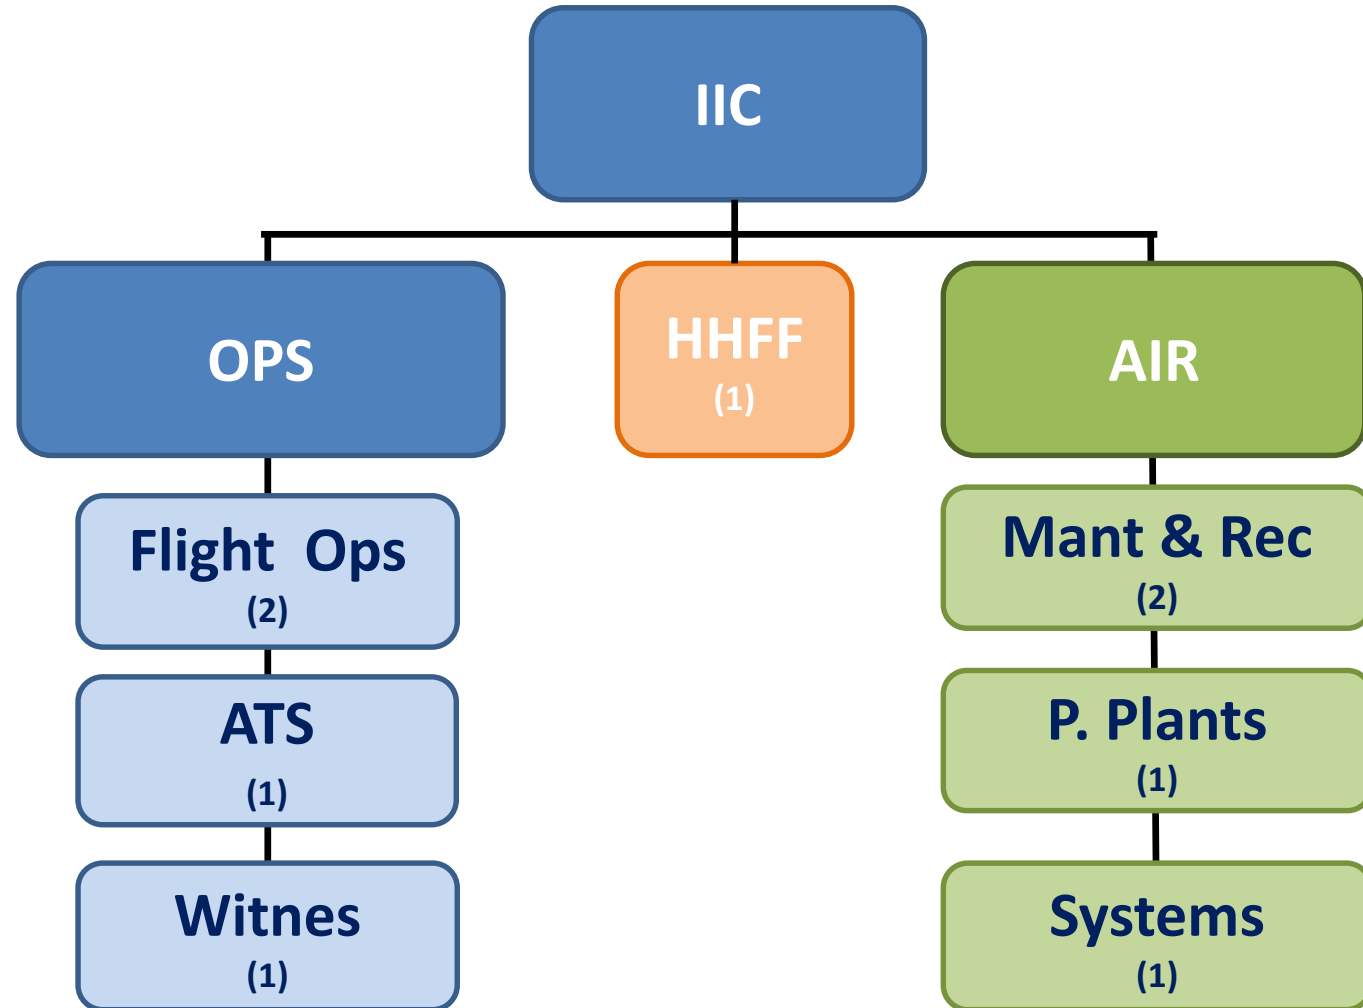 IIC
OPS
HHFF
(1)
AIR
Flight Ops
(2)
ATS
(1)
Witnes
(1)
Mant & Rec
(2)
P. Plants
(1)
Systems
(1)